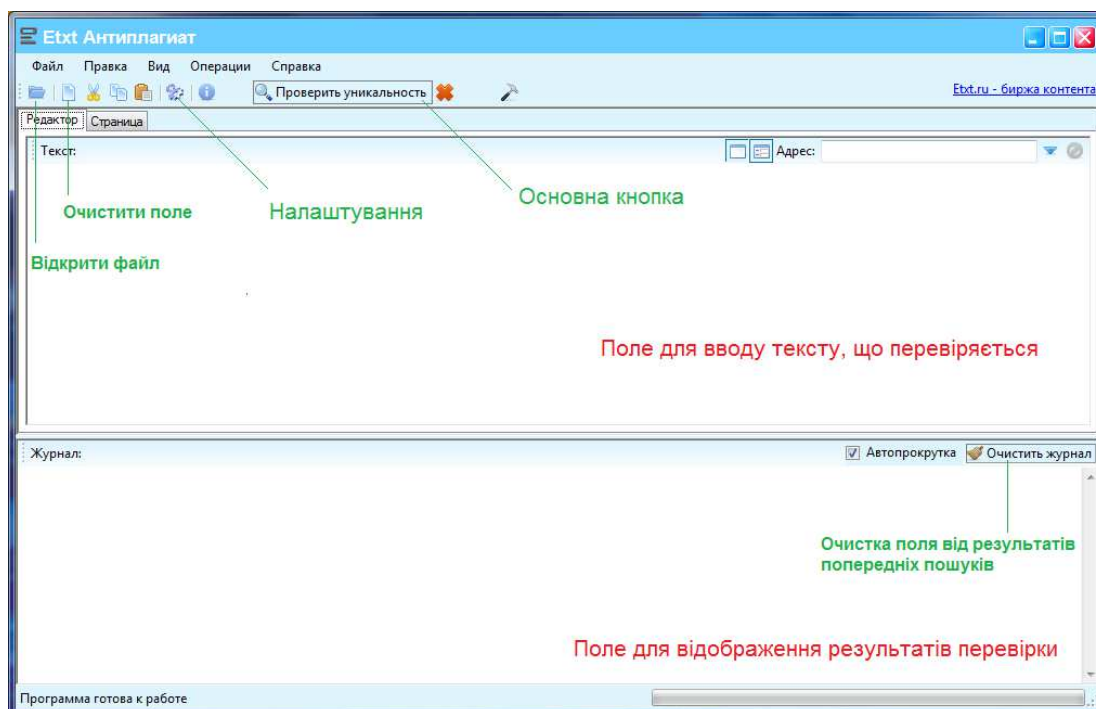 Etxt Антиплагиат
Файл Правка Вид Операции Справка
Проверить уникальность
Etxt.ru - биржа контента
Редактор Страница
Текст: Адрес:
Основна кнопка
Очистити поле Налаштування
Відкрити файл
Поле для вводу тексту, що перевіряється
Журнал: Автопрокрутка Очистить журнал
Очистка поля від результатів
попередніх пошуків
Поле для відображення результатів перевірки
Программа готова к работе